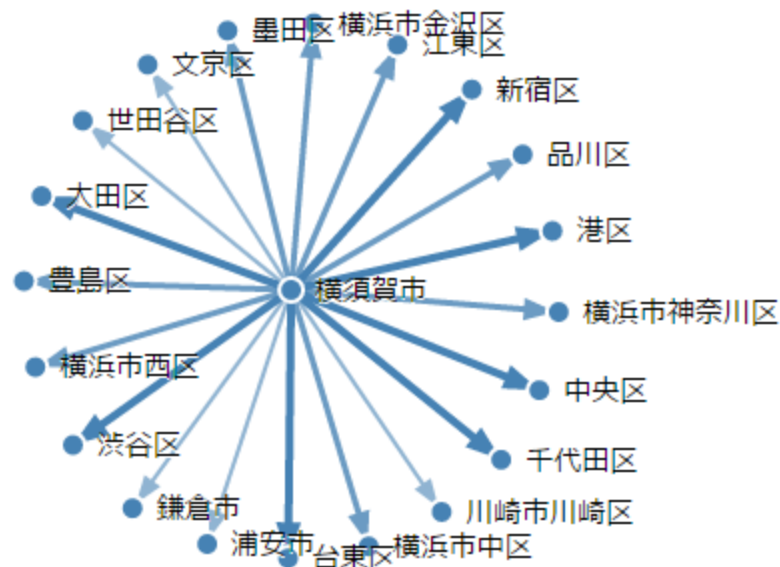 横浜市金沢区
墨田区
江東区
文京区
新宿区
世田谷区
品川区
大田区
港区
豊島区
横須賀市
横浜市神奈川区
横浜市西区
中央区
渋谷区
千代田区
鎌倉市
川崎市川崎区
浦安市
横浜市中区
台東区